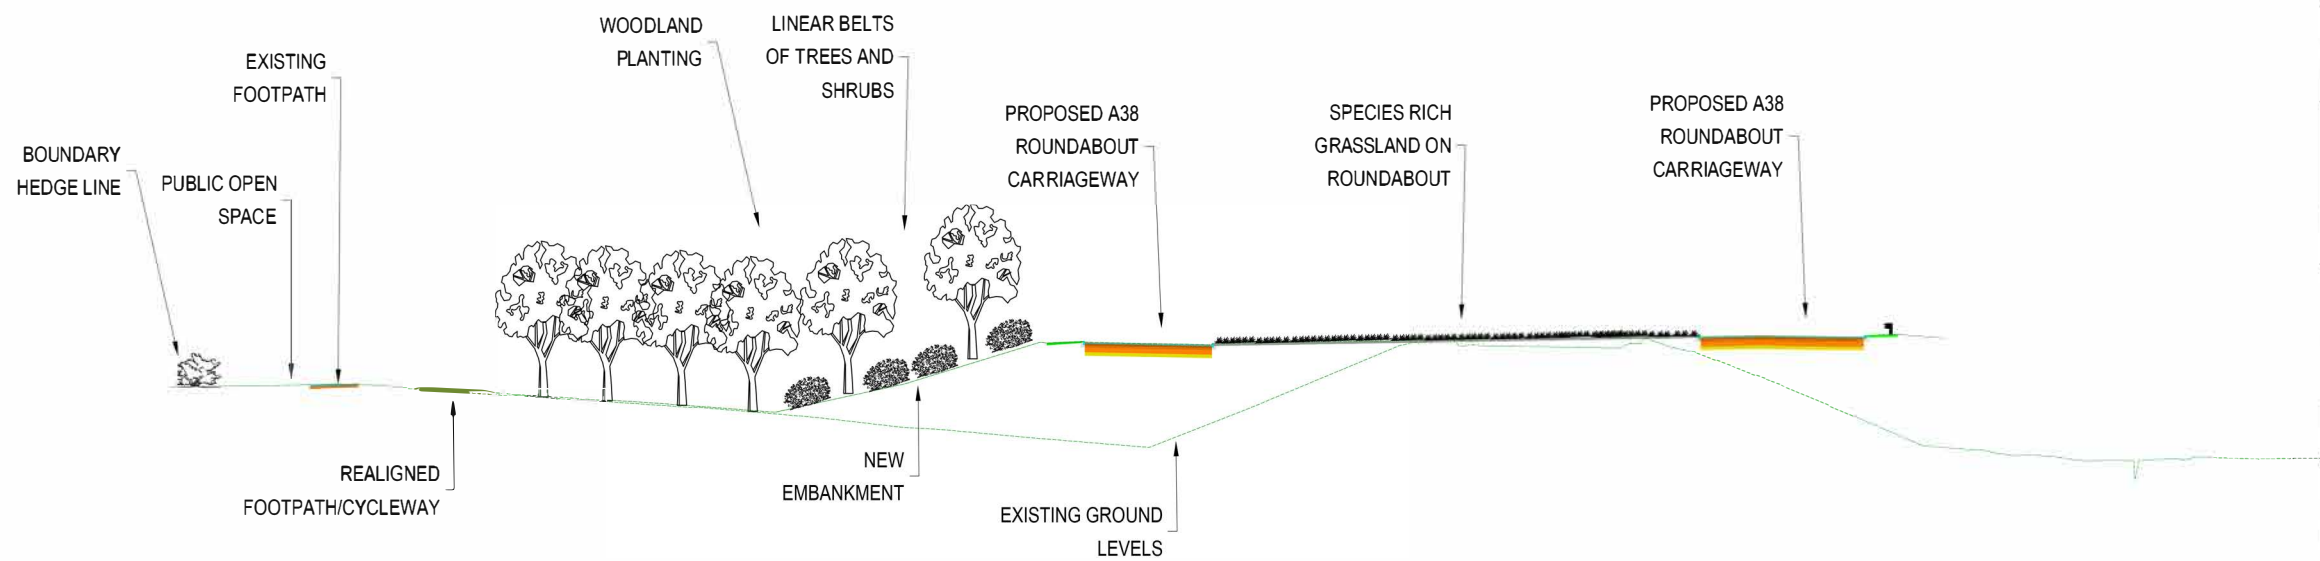 WOODLAND
PLANTING
LINEAR BELTS
OF TREES AND
SHRUBS
EXISTING
FOOTPATH
PROPOSED A38
ROUNDABOUT
CARRIAGEWAY
SPECIES RICH
GRASSLAND ON
ROUNDABOUT
PROPOSED A38
ROUNDABOUT
CARRIAGEWAY
BOUNDARY
HEDGE LINE
PUBLIC OPEN
SPACE
REALIGNED
FOOTPATH/CYCLEWAY
NEW
EMBANKMENT
EXISTING GROUND
LEVELS